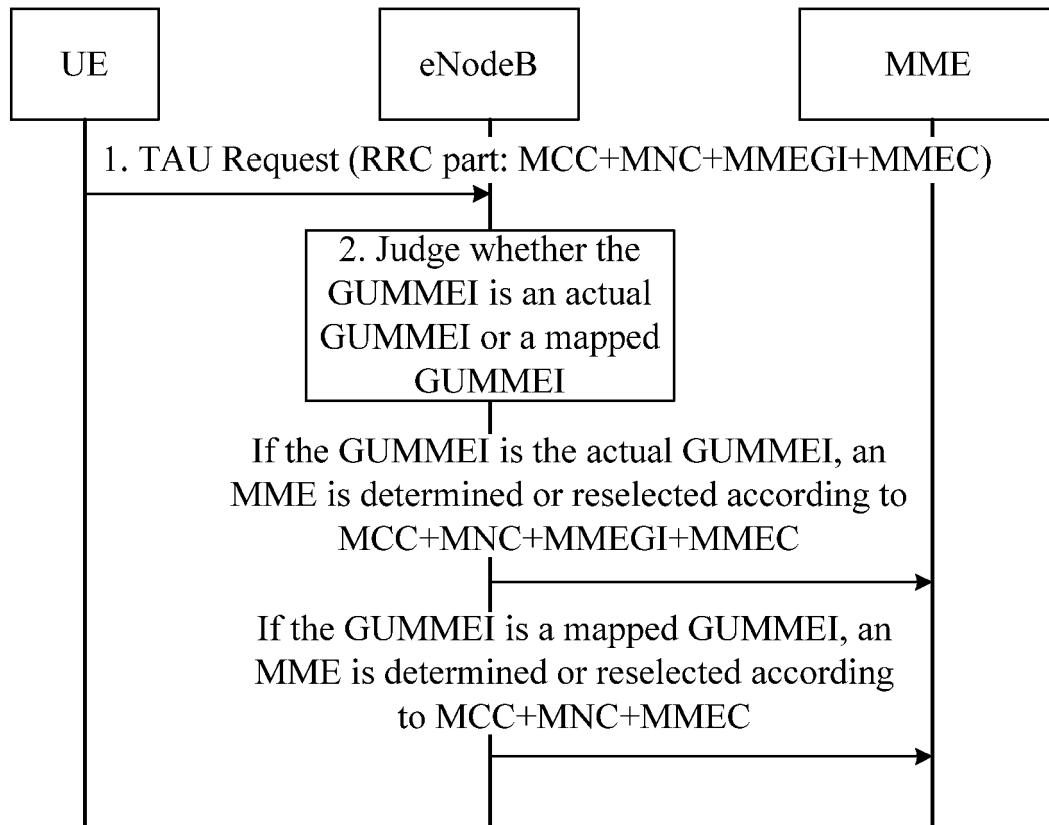 UE
eNodeB
MME
1. TAU Request (RRC part: MCC+MNC+MMEGI+MMEC)
2. Judge whether the
GUMMEI is an actual
GUMMEI or a mapped
GUMMEI
If the GUMMEI is the actual GUMMEI, an
MME is determined or reselected according to
MCC+MNC+MMEGI+MMEC
If the GUMMEI is a mapped GUMMEI, an
MME is determined or reselected according
to MCC+MNC+MMEC